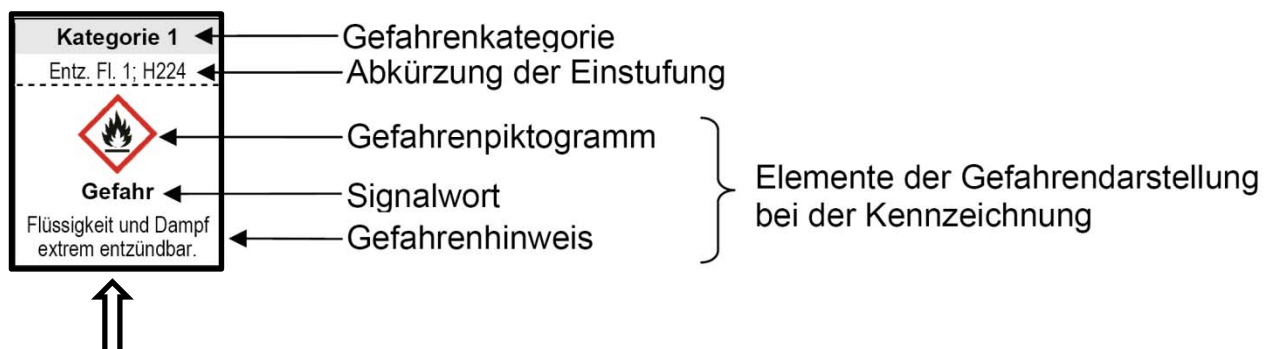 Kategorie 1
Gefahrenkategorie
Entz. Fl. 1; H224
Abkürzung der Einstufung
Gefahrenpiktogramm
Gefahr
Signalwort
Flüssigkeit und Dampf
extrem entzündbar.
Gefahrenhinweis
Elemente der Gefahrendarstellung
bei der Kennzeichnung